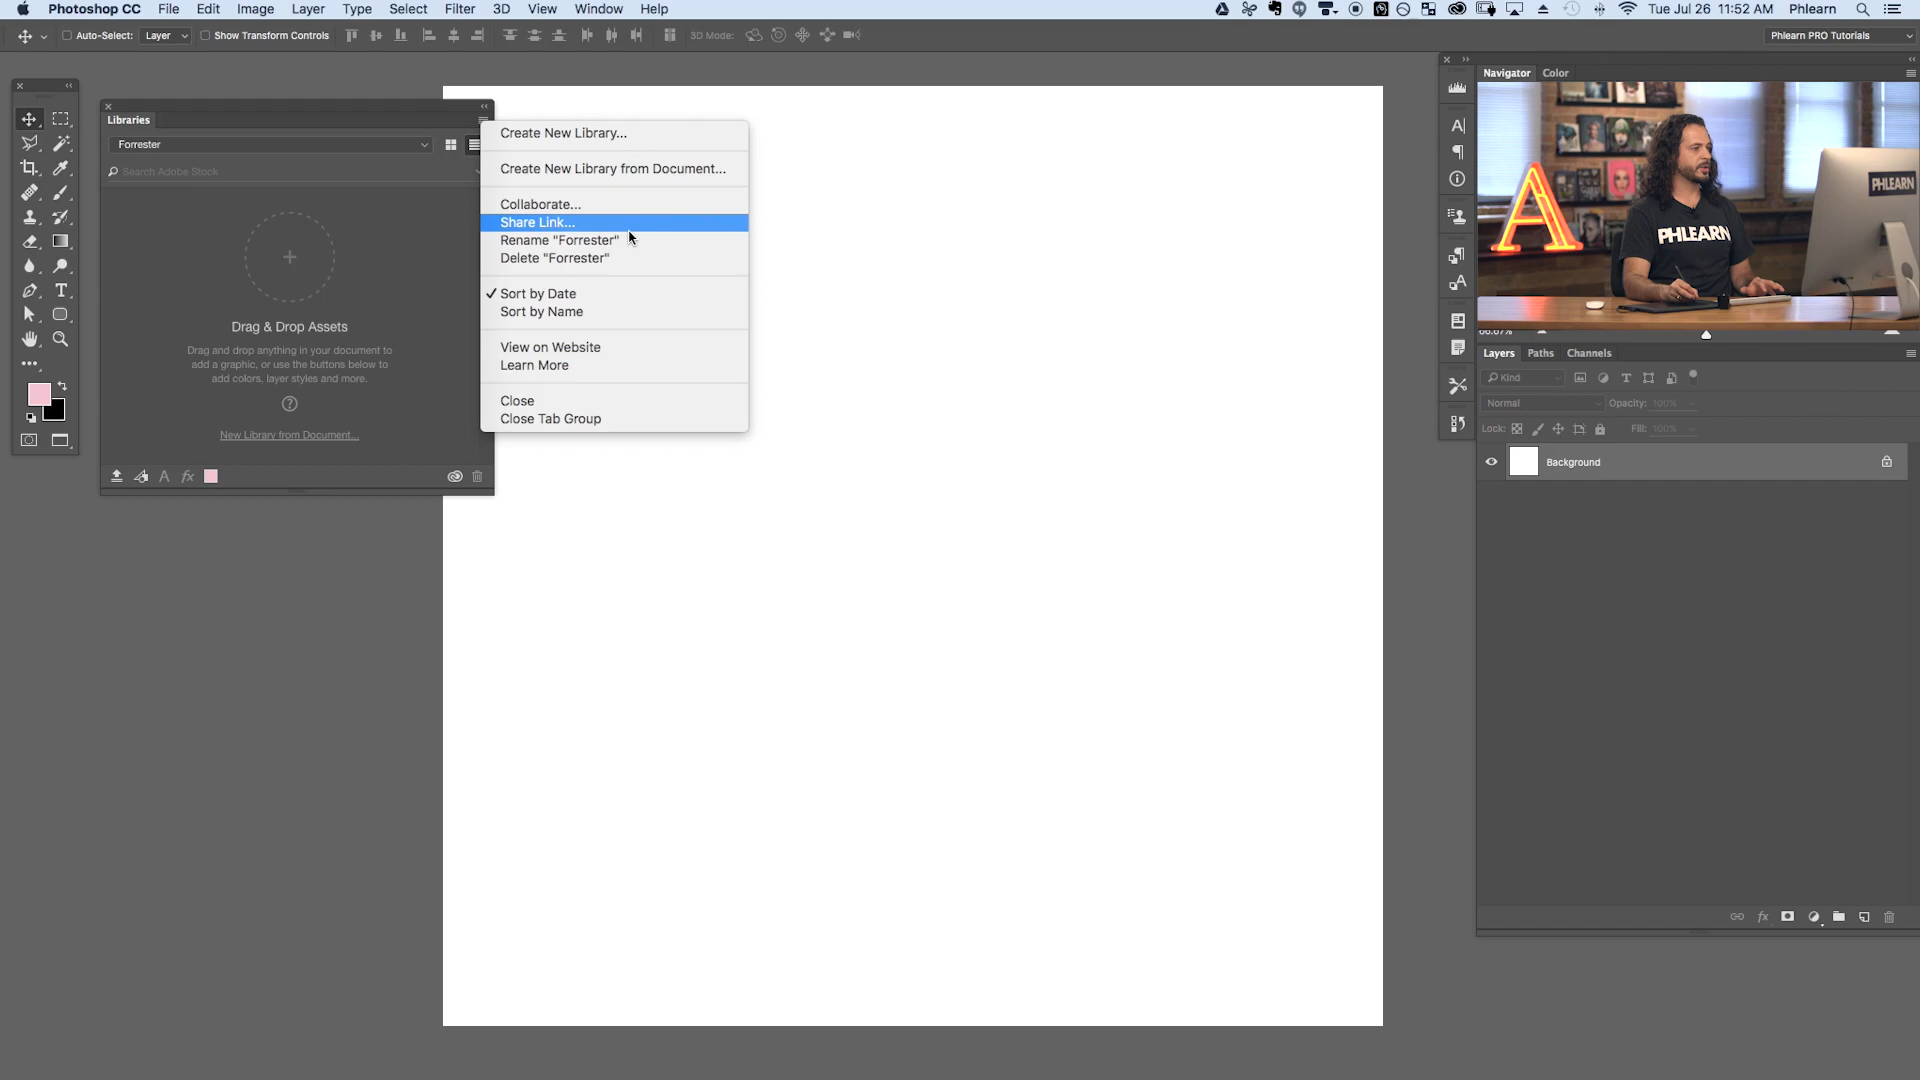 Photoshop CC File Edit Image Layer Type Select Filter 3D View Window Help Tue Jul 26 11:52 AM Phlearn
Auto-Select: Layer Show Transform Controls 3D Mode: Phlearn PRO Tutorials
Libraries
Forrester
Search Adobe Stock
Drag & Drop Assets
Drag and drop anything in your document to
add a graphic, or use the buttons below to
add colors, layer styles and more.
New Library from Document...
Create New Library...
Create New Library from Document...
Collaborate...
Share Link...
Rename "Forrester"
Delete "Forrester"
Sort by Date
Sort by Name
View on Website
Learn More
Close
Close Tab Group
Navigator Color
PHLEARN
PHLEARN
66.67%
Layers Paths Channels
Kind
Normal Opacity: 100%
Lock: Fill: 100%
Background